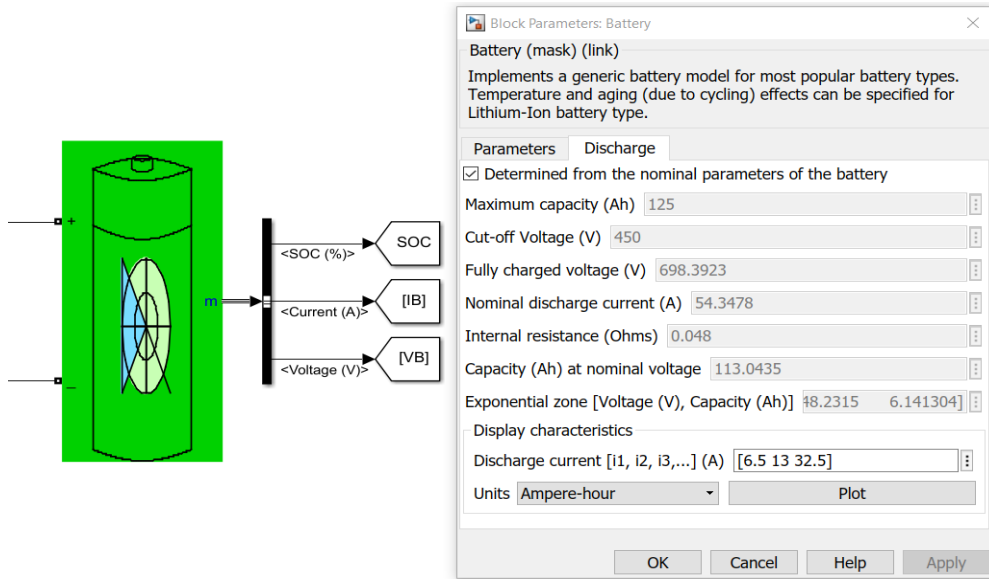 +
_
m
<SOC (%)>
SOC
<Current (A)>
[IB]
<Voltage (V)>
[VB]
Block Parameters: Battery
Battery (mask) (link)
Implements a generic battery model for most popular battery types.
Temperature and aging (due to cycling) effects can be specified for
Lithium-Ion battery type.
Parameters Discharge
Determined from the nominal parameters of the battery
Maximum capacity (Ah) 125
Cut-off Voltage (V) 450
Fully charged voltage (V) 698.3923
Nominal discharge current (A) 54.3478
Internal resistance (Ohms) 0.048
Capacity (Ah) at nominal voltage 113.0435
Exponential zone [Voltage (V), Capacity (Ah)] 48.2315 6.141304]
Display characteristics
Discharge current [i1, i2, i3,...] (A) [6.5 13 32.5]
Units Ampere-hour Plot
OK Cancel Help Apply